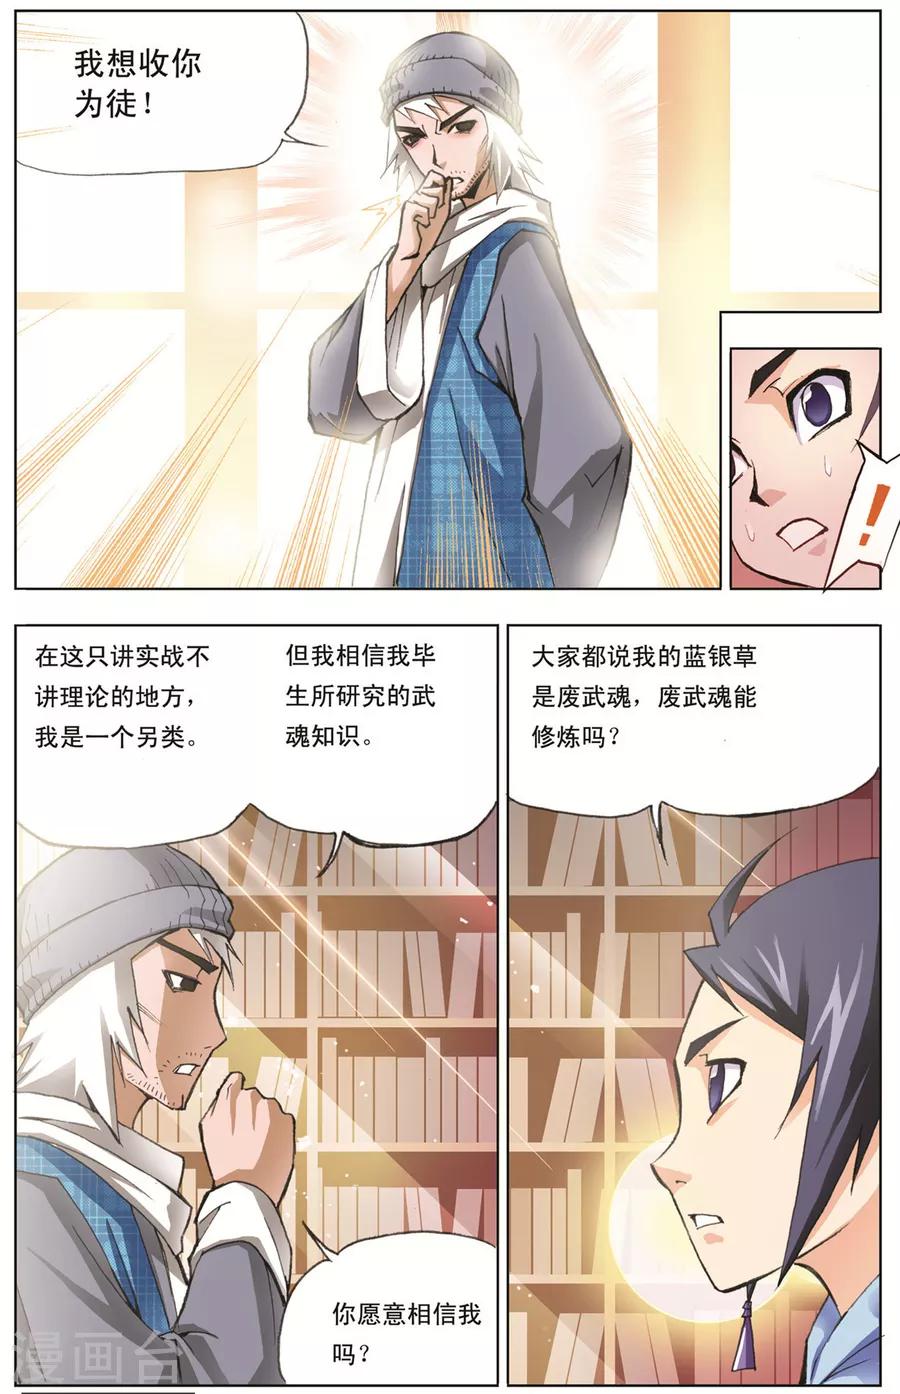 我想收你
为徒！
！
在这只讲实战不
讲理论的地方，
我是一个另类。
但我相信我毕
生所研究的武
魂知识。
你愿意相信我
吗？
大家都说我的蓝银草
是废武魂，废武魂能
修炼吗？
漫画台